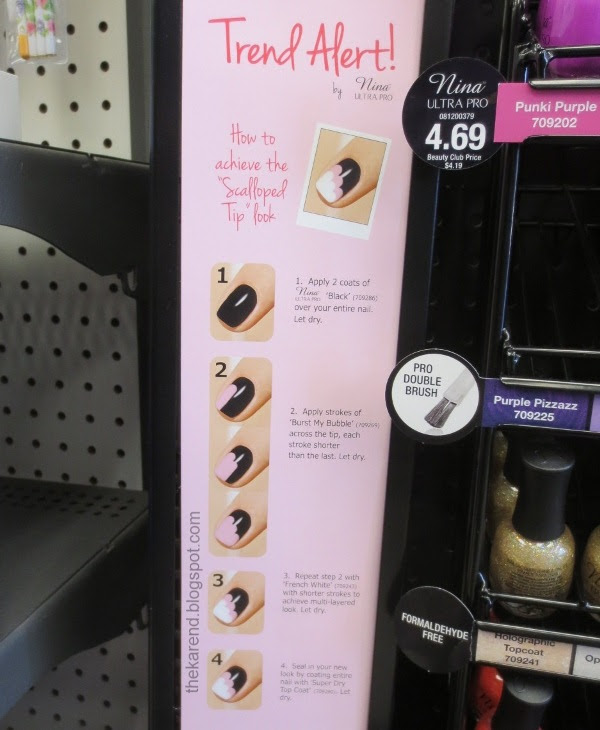 Trend Alert!
by Nina
ULTRA PRO
How to
achieve the
"Scalloped
Tip" look
1
1. Apply 2 coats of
Nina ULTRA PRO 'Black' (709286)
over your entire nail.
Let dry.
2
2. Apply strokes of
'Burst My Bubble'
across the tip, each
stroke shorter
than the last. Let dry.
3
3. Repeat step 2 with
'French White'
with shorter strokes to
achieve multi-layered
look. Let dry.
4
4. Seal in your new
look by coating entire
nail with 'Super Dry
Top Coat' Let
dry.
thekarend.blogspot.com
Nina
ULTRA PRO
081200379
4.69
Beauty Club Price
$4.19
Punki Purple
709202
PRO
DOUBLE
BRUSH
Purple Pizzazz
709225
FORMALDEHYDE
FREE
Holographic
Topcoat
709241
Op